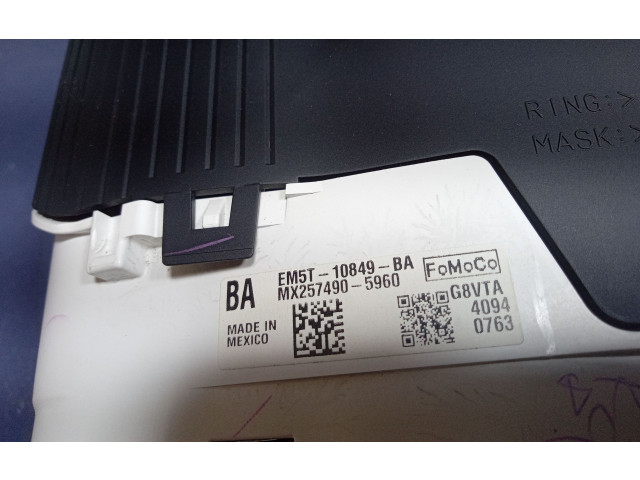 RING:>
MASK:>
BA
EM5T-10849-BA
MX257490-5960
FoMoCo
MADE IN
MEXICO
G8VTA
4094
0763